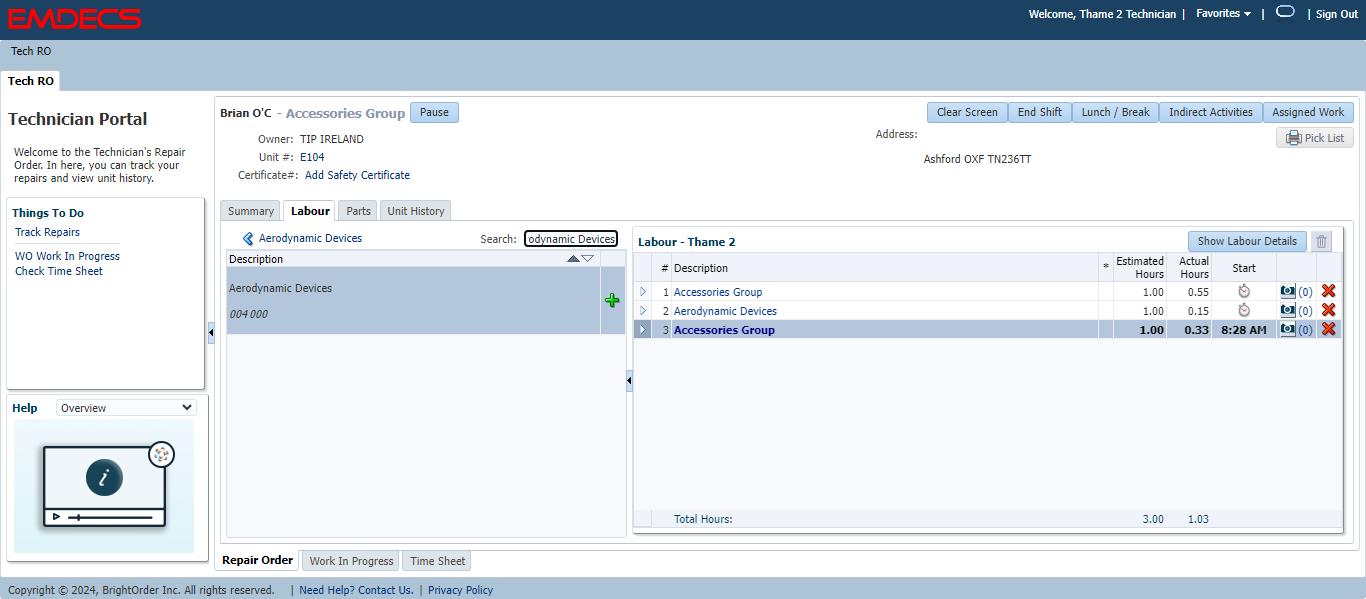 EMDECS
Welcome, Thame 2 Technician | Favorites | | Sign Out
Tech RO
Tech RO
Technician Portal
Welcome to the Technician's Repair
Order. In here, you can track your
repairs and view unit history.
Things To Do
Track Repairs
WO Work In Progress
Check Time Sheet
Help Overview
i
Brian O'C - Accessories Group Pause
Clear Screen End Shift Lunch / Break Indirect Activities Assigned Work
Pick List
Owner: TIP IRELAND
Unit #: E104
Certificate#: Add Safety Certificate
Address:
Ashford OXF TN236TT
Summary Labour Parts Unit History
Aerodynamic Devices Search: odynamic Devices
Description
Aerodynamic Devices
004 000
Labour - Thame 2 Show Labour Details
# Description * Estimated Hours Actual Hours Start
1 Accessories Group 1.00 0.55 (0)
2 Aerodynamic Devices 1.00 0.15 (0)
3 Accessories Group 1.00 0.33 8:28 AM (0)
Total Hours: 3.00 1.03
Repair Order Work In Progress Time Sheet
Copyright © 2024, BrightOrder Inc. All rights reserved. | Need Help? Contact Us. | Privacy Policy